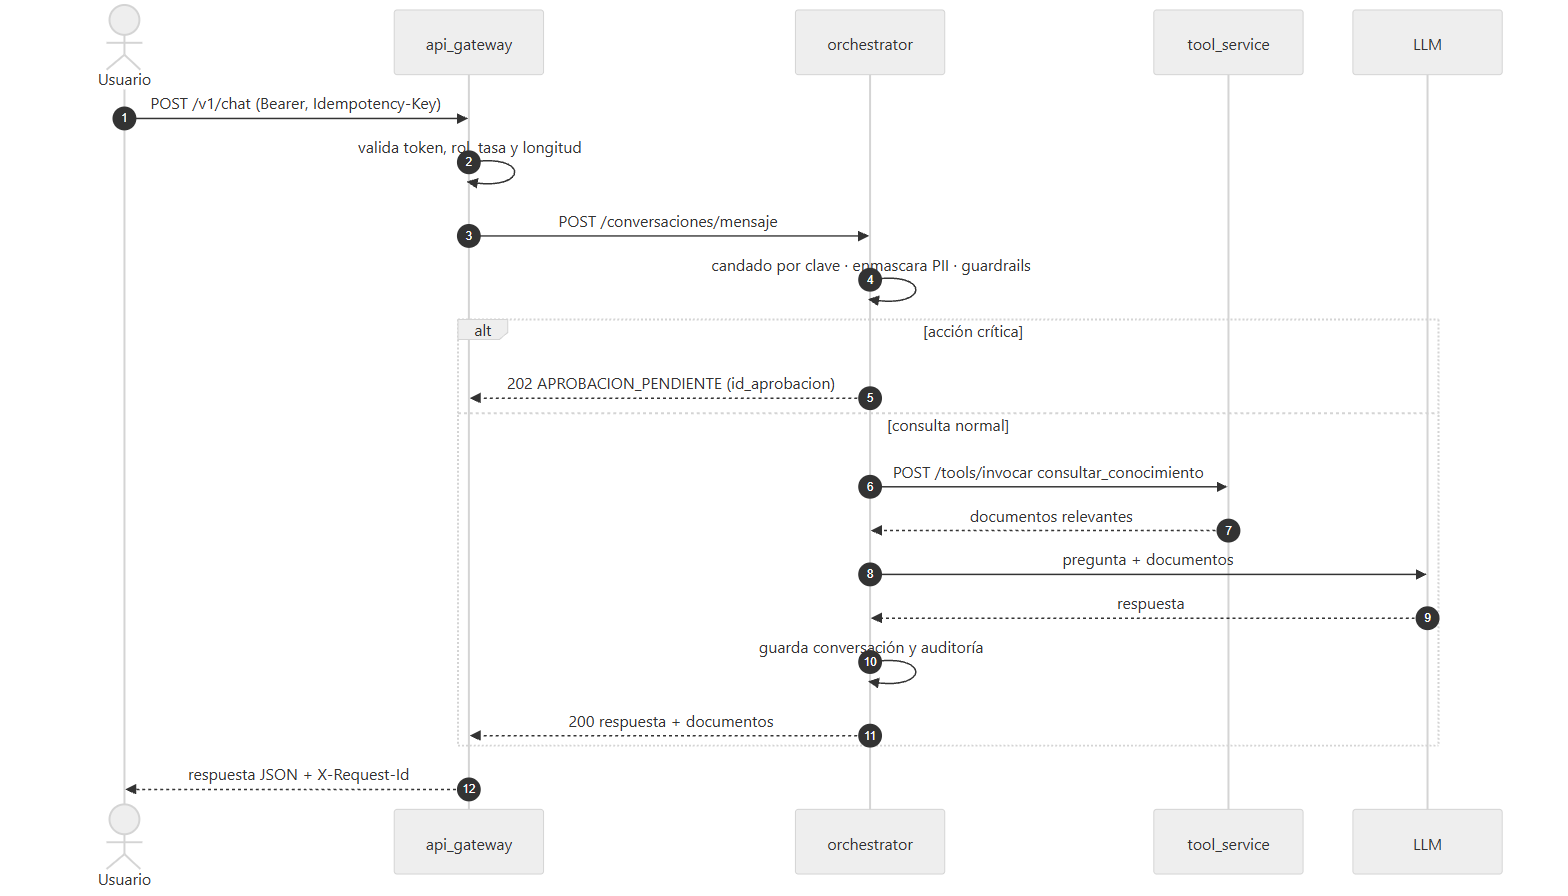 Usuario
api_gateway
orchestrator
tool_service
LLM
POST /v1/chat (Bearer, Idempotency-Key)
1
valida token, rol, tasa y longitud
2
POST /conversaciones/mensaje
3
candado por clave · enmascara PII · guardrails
4
alt
[acción crítica]
202 APROBACION_PENDIENTE (id_aprobacion)
5
[consulta normal]
POST /tools/invocar consultar_conocimiento
6
documentos relevantes
7
pregunta + documentos
8
respuesta
9
guarda conversación y auditoría
10
200 respuesta + documentos
11
respuesta JSON + X-Request-Id
12
Usuario
api_gateway
orchestrator
tool_service
LLM